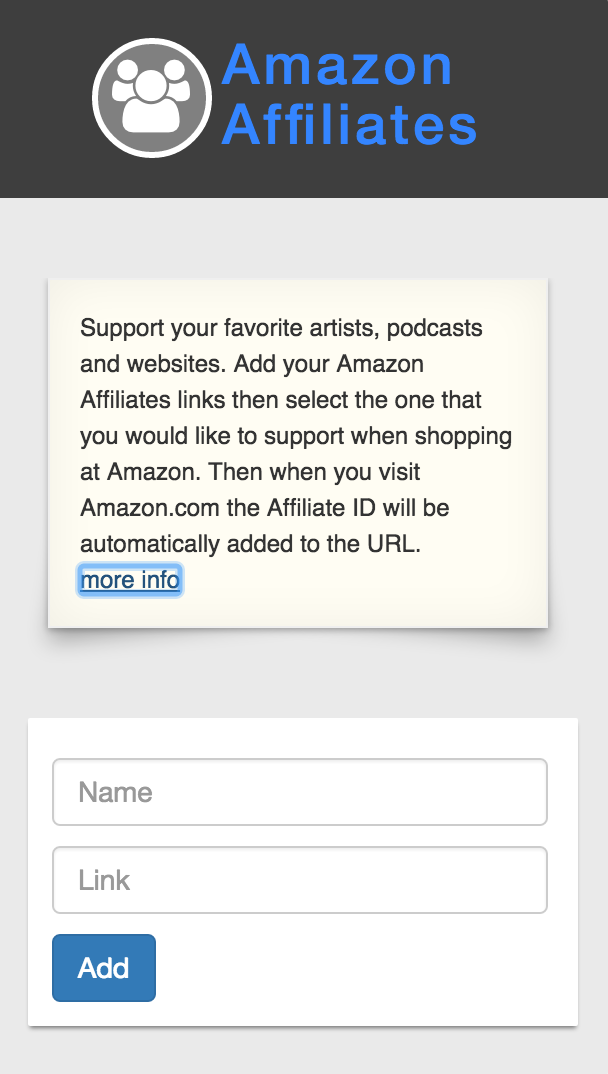 Amazon
Affiliates
Support your favorite artists, podcasts
and websites. Add your Amazon
Affiliates links then select the one that
you would like to support when shopping
at Amazon. Then when you visit
Amazon.com the Affiliate ID will be
automatically added to the URL.
more info
Name
Link
Add